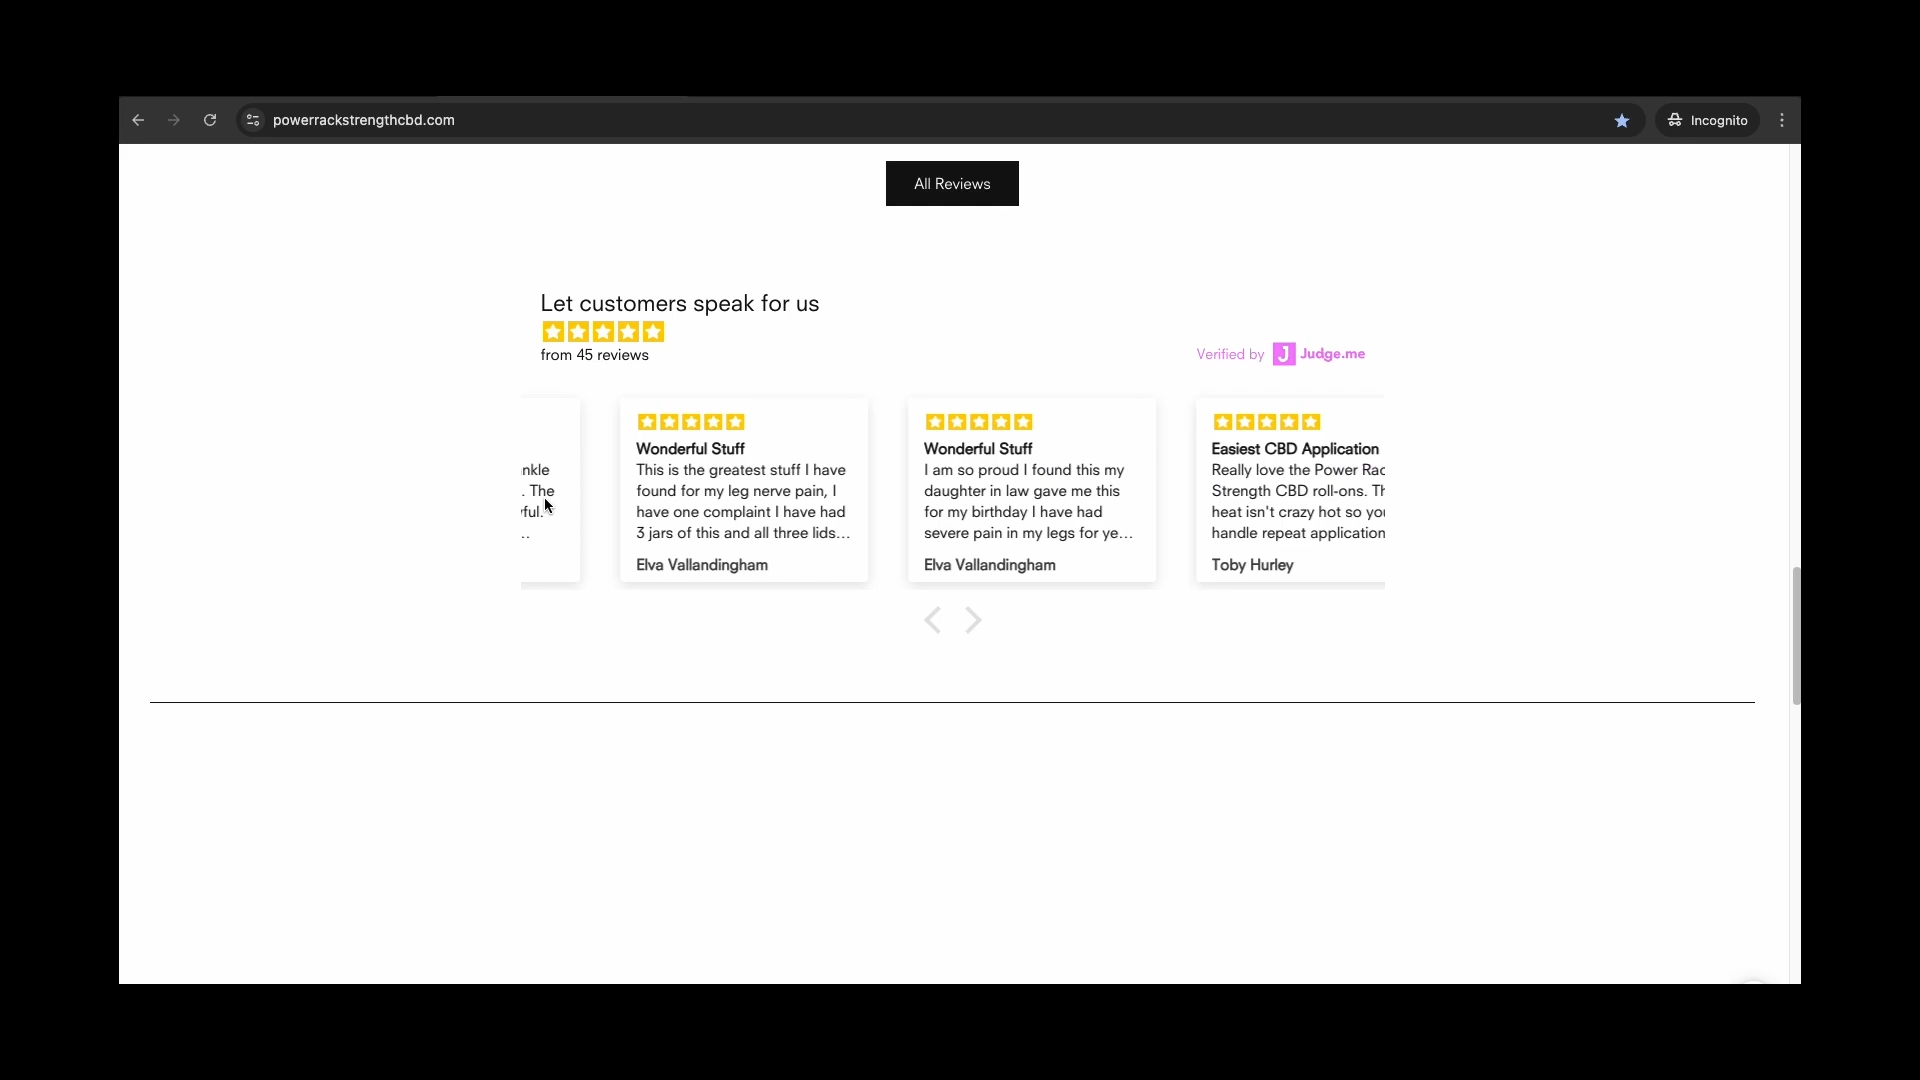 powerrackstrengthcbd.com
Incognito
All Reviews
Let customers speak for us
from 45 reviews
Verified by J Judge.me
. The
Wonderful Stuff
This is the greatest stuff I have
found for my leg nerve pain, I
have one complaint I have had
3 jars of this and all three lids...
Elva Vallandingham
Wonderful Stuff
I am so proud I found this my
daughter in law gave me this
for my birthday I have had
severe pain in my legs for ye...
Elva Vallandingham
Easiest CBD Application
Really love the Power
Strength CBD roll-ons.
heat isn't crazy hot so
handle repeat application
Toby Hurley